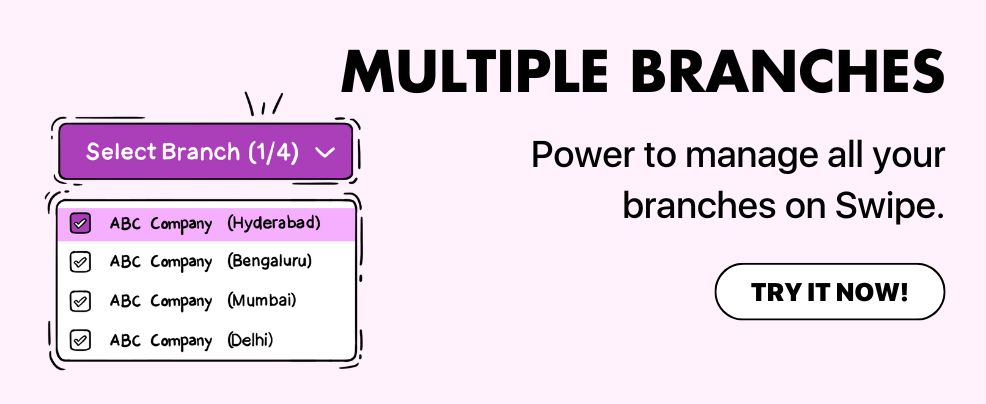 MULTIPLE BRANCHES
Select Branch (1/4)
ABC Company (Hyderabad)
ABC Company (Bengaluru)
ABC Company (Mumbai)
ABC Company (Delhi)
Power to manage all your
branches on Swipe.
TRY IT NOW!